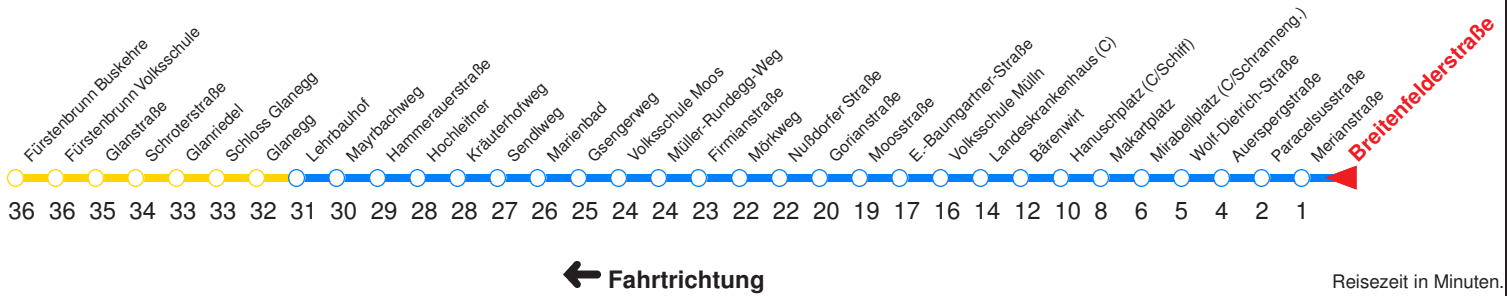 Fürstenbrunn Buskehre
Fürstenbrunn Volksschule
Glanstraße
Schroterstraße
Glanriedel
Schloss Glanegg
Glanegg
Lehrbauhof
Mayrbachweg
Hammerauerstraße
Hochleitner
Kräuterhofweg
Sendlweg
Marienbad
Gsengerweg
Volksschule Moos
Müller-Rundegg-Weg
Firmianstraße
Mörkweg
Nußdorfer Straße
Gorianstraße
Moosstraße
E.-Baumgartner-Straße
Volksschule Mülln
Landeskrankenhaus (C)
Bärenwirt
Hanuschplatz (C/Schiff)
Makartplatz
Mirabellplatz (C/Schranneng.)
Wolf-Dietrich-Straße
Auerspergstraße
Paracelsusstraße
Merianstraße
Breitenfelderstraße
36 36 35 34 33 33 32 31 30 29 28 28 27 26 25 24 24 23 22 22 20 19 17 16 14 12 10 8 6 5 4 2 1
Fahrtrichtung
Reisezeit in Minuten.